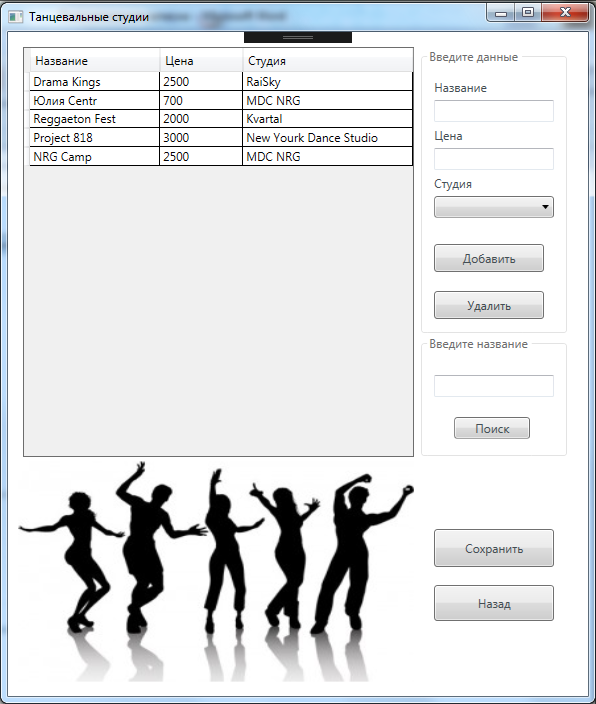 Танцевальные студии
Название Цена Студия
Drama Kings 2500 RaiSky
Юлия Centr 700 MDC NRG
Reggaeton Fest 2000 Kvartal
Project 818 3000 New Yourk Dance Studio
NRG Camp 2500 MDC NRG
Введите данные
Название
Цена
Студия
Добавить
Удалить
Введите название
Поиск
Сохранить
Назад